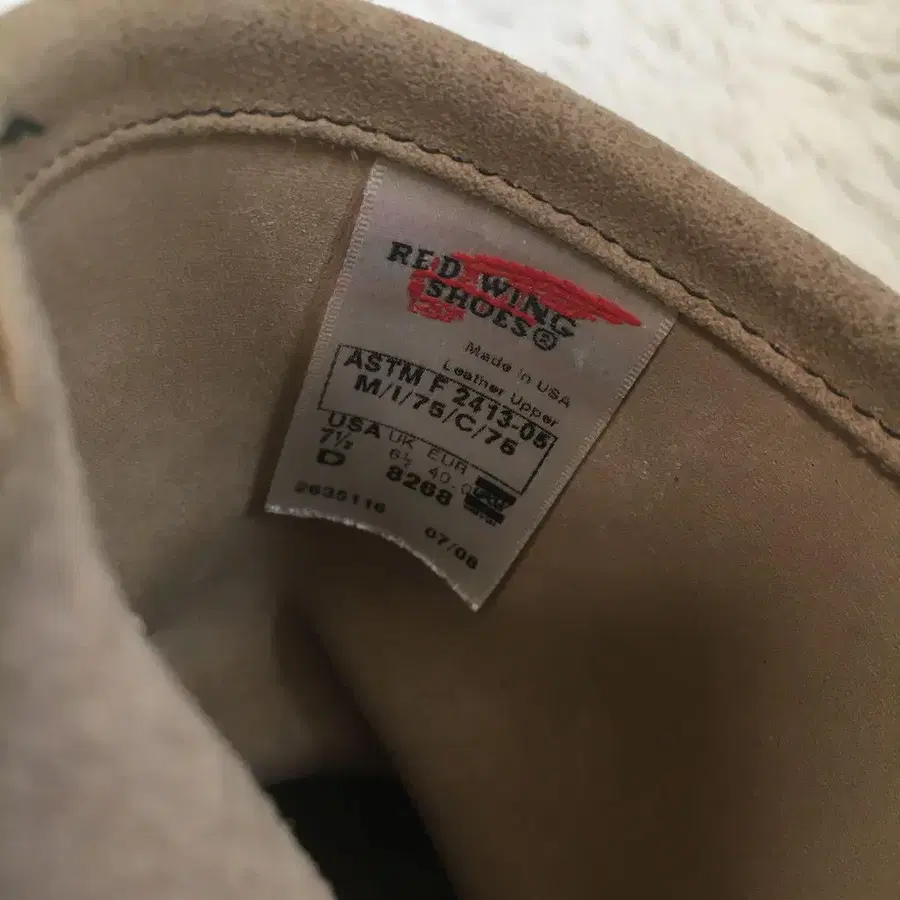 RED WING
SHOES®
Made in USA
Leather Upper
ASTM F 2413-05
M/I/75/C/75
USA UK EUR
7½ 6½ 40
D 8268
2635116 07/08